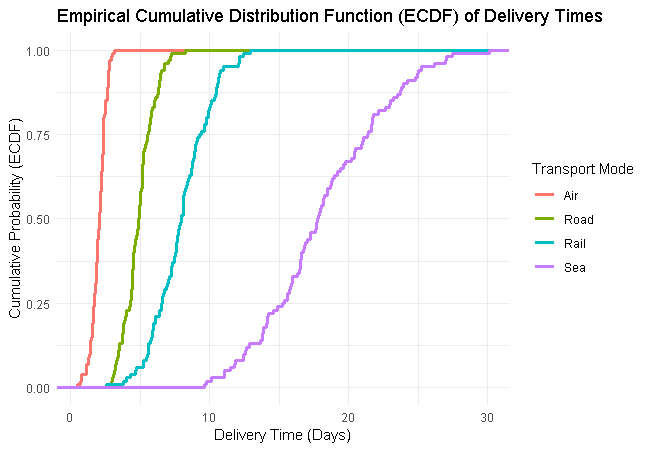 Empirical Cumulative Distribution Function (ECDF) of Delivery Times
1.00
0.75
0.50
0.25
0.00
Cumulative Probability (ECDF)
0
10
20
30
Delivery Time (Days)
Transport Mode
Air
Road
Rail
Sea